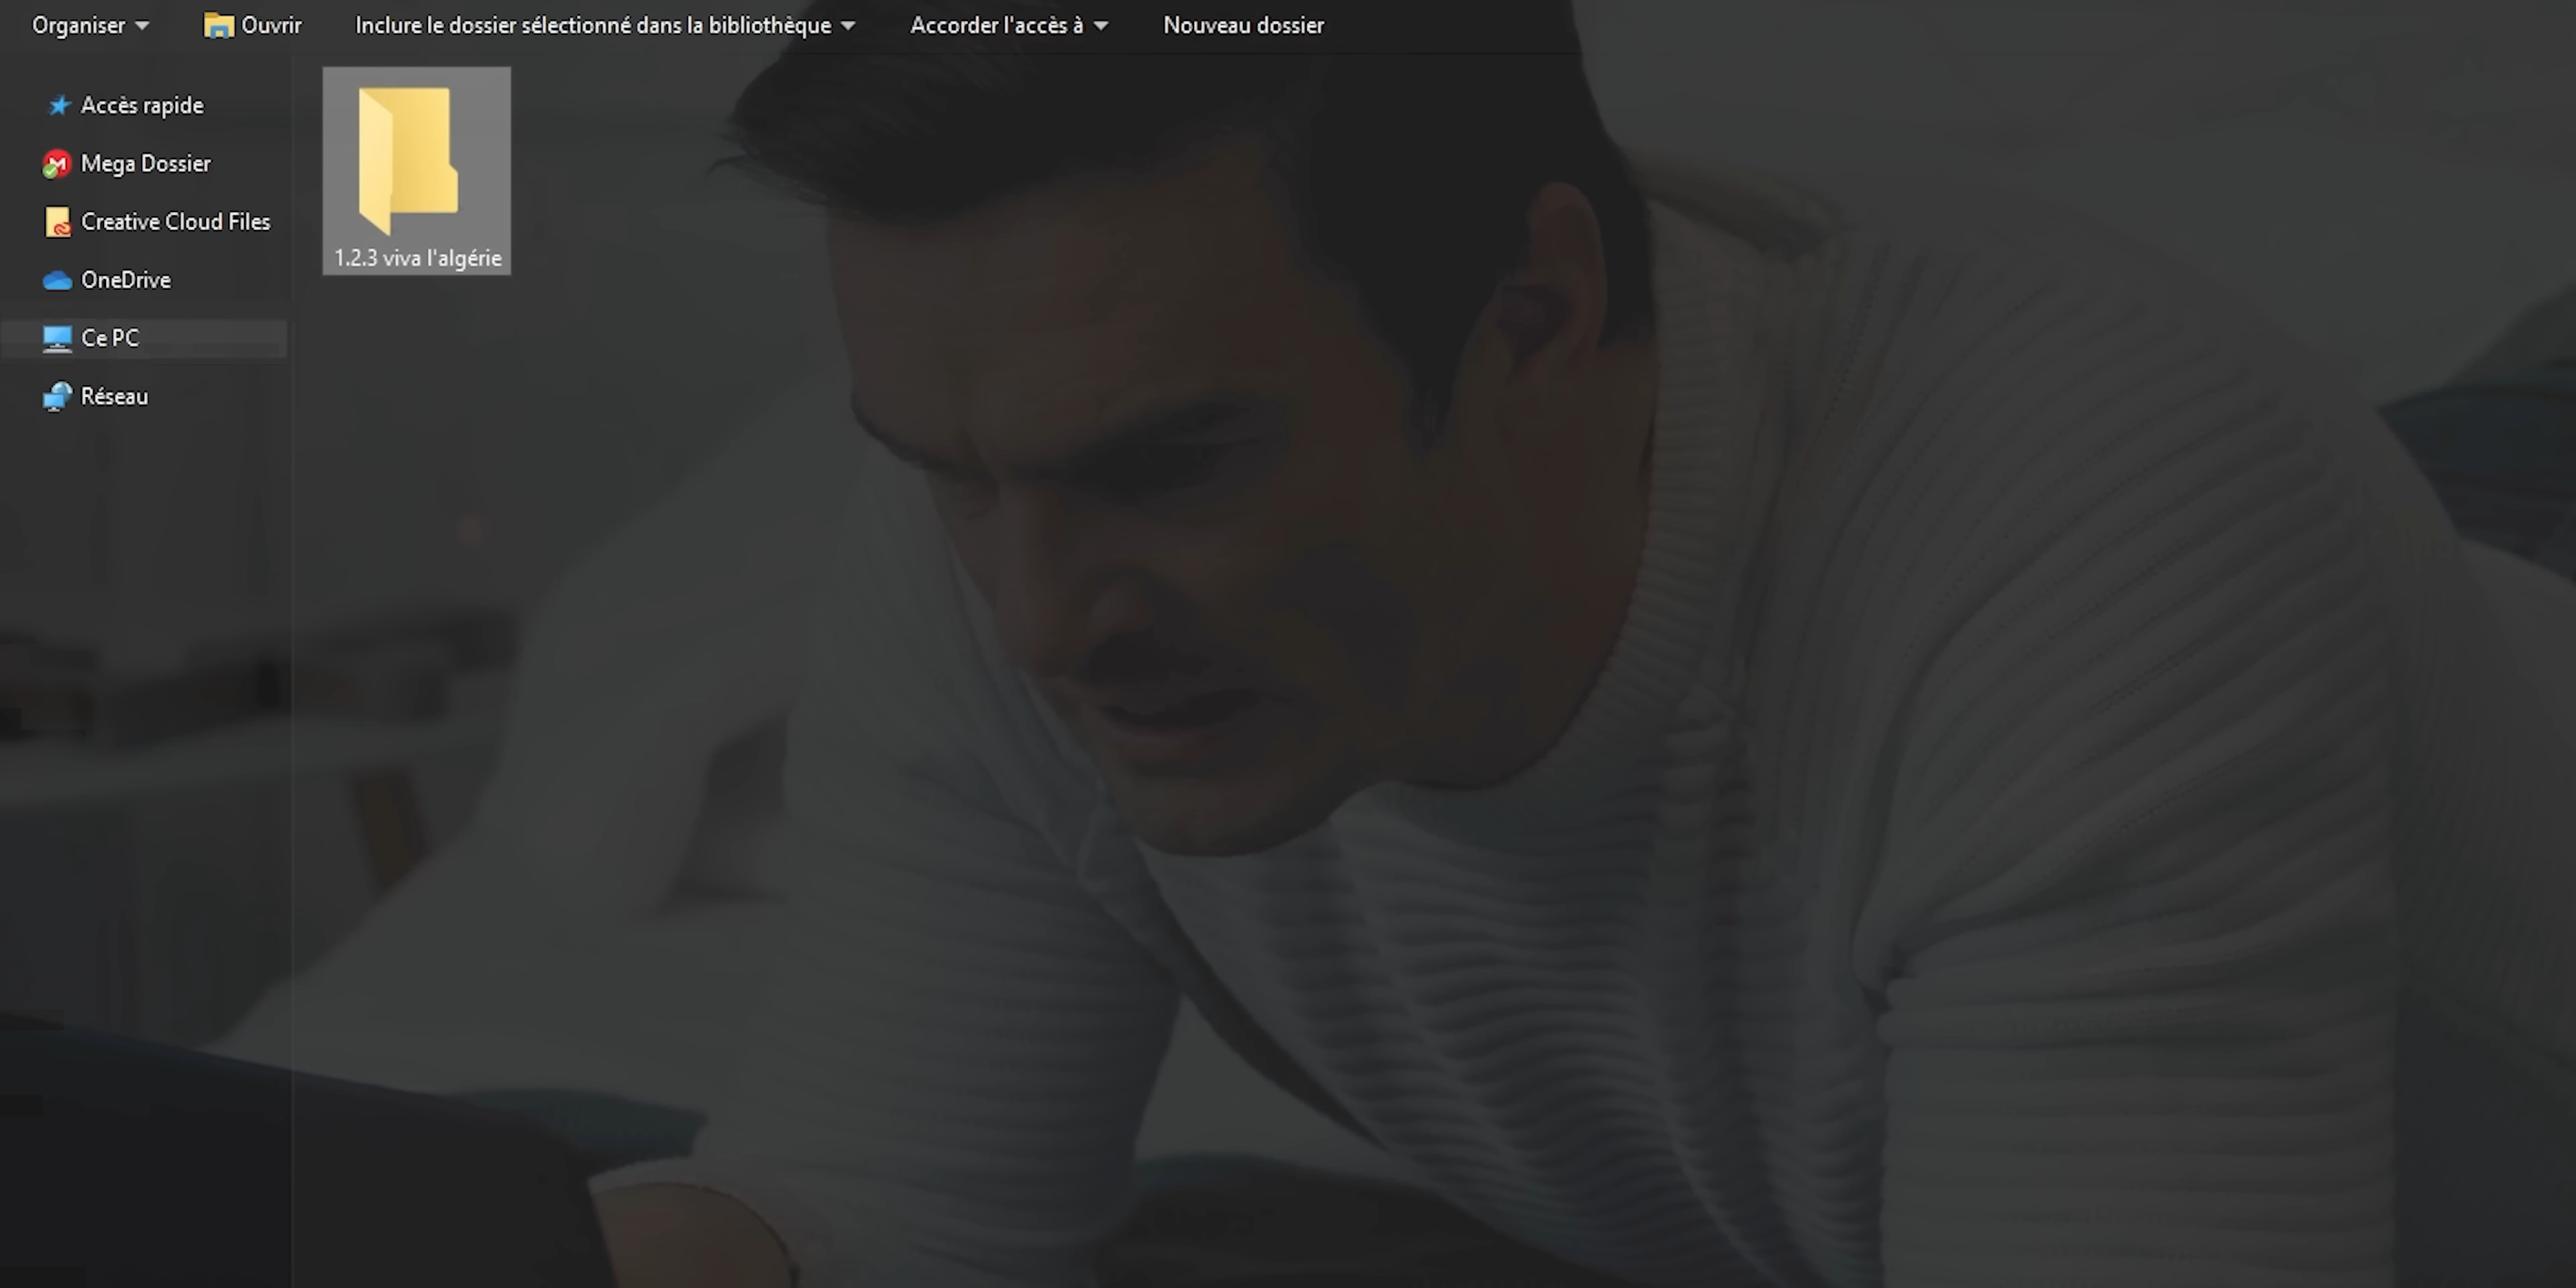 Organiser
Ouvrir
Inclure le dossier sélectionné dans la bibliothèque
Accorder l'accès à
Nouveau dossier
Accès rapide
Mega Dossier
Creative Cloud Files
OneDrive
Ce PC
Réseau
1.2.3 viva l'algérie